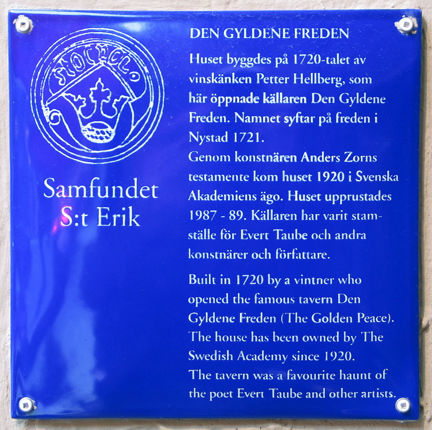 DEN GYLDENE FREDEN
Huset byggdes på 1720-talet av
vinskänken Petter Hellberg, som
här öppnade källaren Den Gyldene
Freden. Namnet syftar på freden i
Nystad 1721.
Genom konstnären Anders Zorns
testamente kom huset 1920 i Svenska
Akademiens ägo. Huset upprustades
1987 - 89. Källaren har varit stam-
ställe för Evert Taube och andra
konstnärer och författare.
Built in 1720 by a vintner who
opened the famous tavern Den
Gyldene Freden (The Golden Peace).
The house has been owned by The
Swedish Academy since 1920.
The tavern was a favourite haunt of
the poet Evert Taube and other artists.
Samfundet
S:t Erik